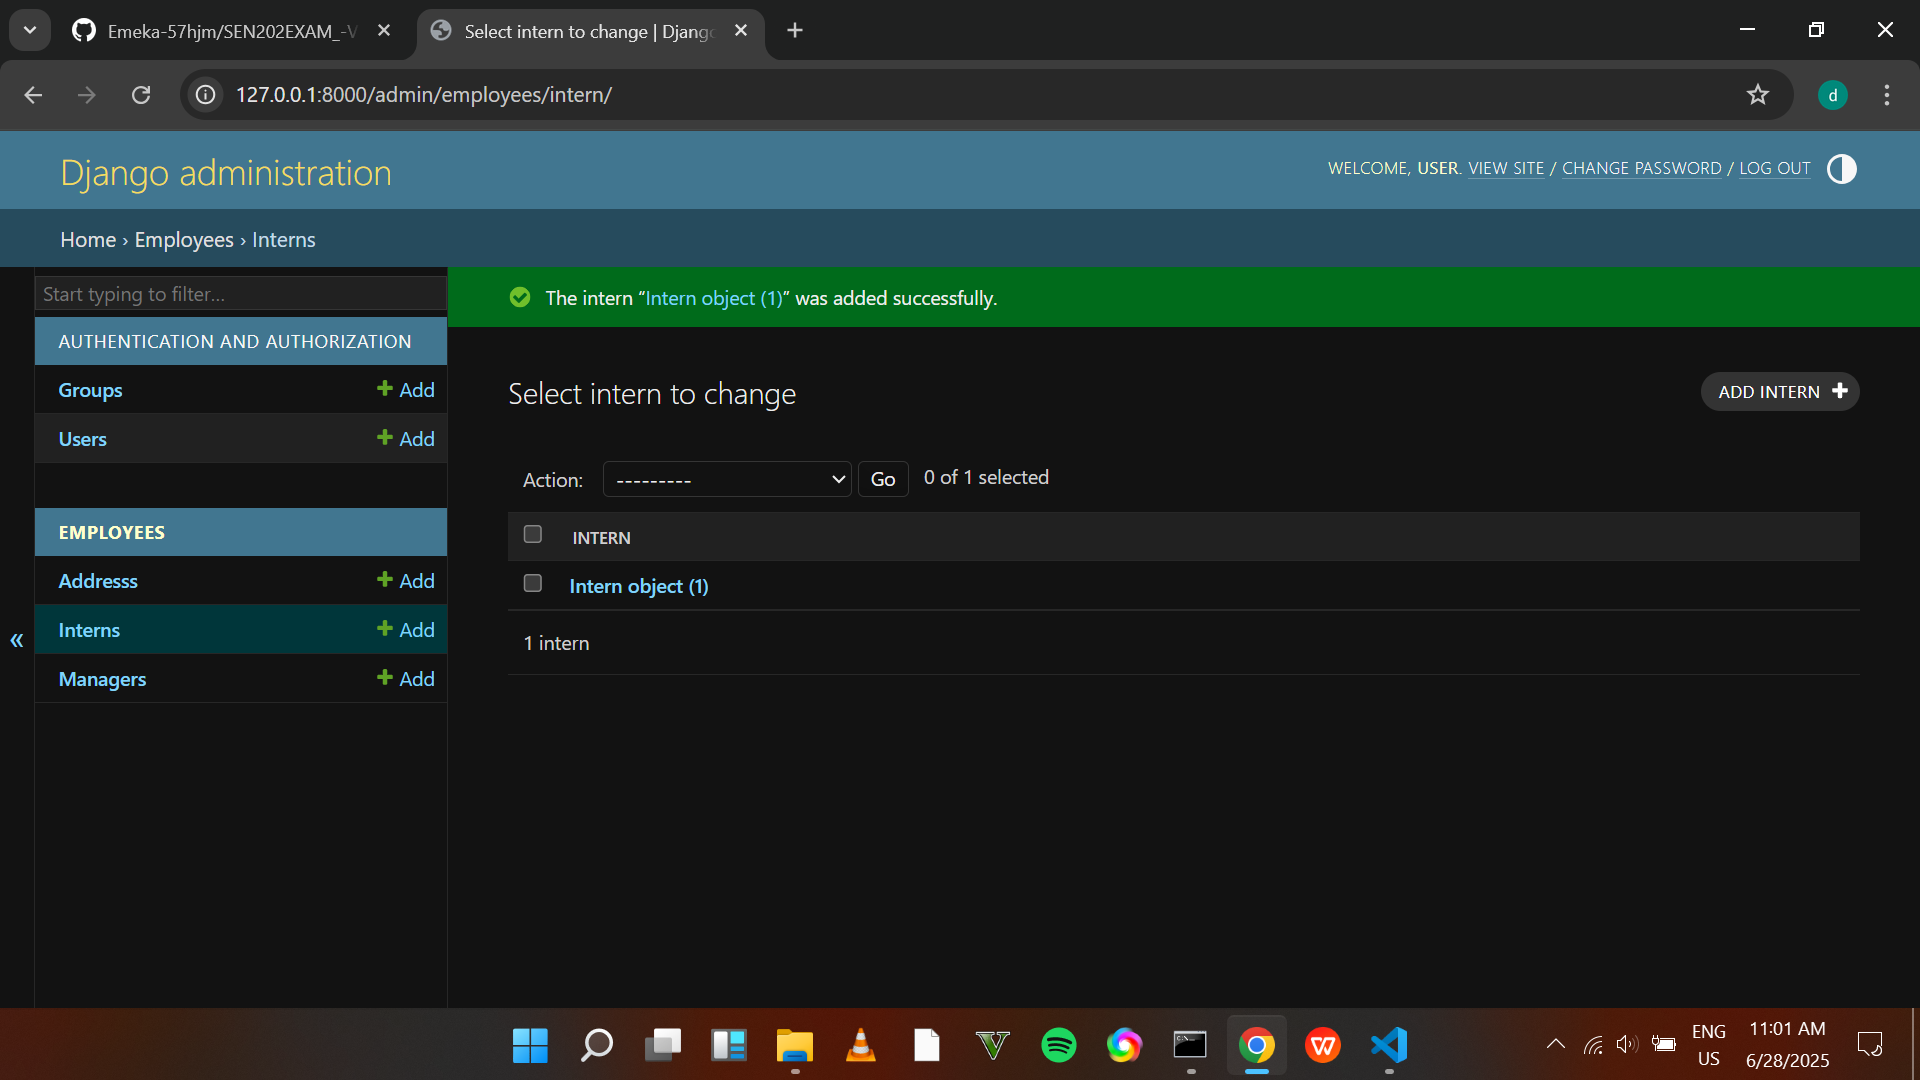 Emeka-57hjm/SEN202EXAM_-V
Select intern to change | Django
127.0.0.1:8000/admin/employees/intern/
d
Django administration
WELCOME, USER. VIEW SITE / CHANGE PASSWORD / LOG OUT
Home › Employees › Interns
Start typing to filter...
The intern “Intern object (1)” was added successfully.
AUTHENTICATION AND AUTHORIZATION
Groups
Add
Users
Add
EMPLOYEES
Addresss
Add
Interns
Add
Managers
Add
«
Select intern to change
ADD INTERN
Action:
---------
Go
0 of 1 selected
INTERN
Intern object (1)
1 intern
ENG
US
11:01 AM
6/28/2025